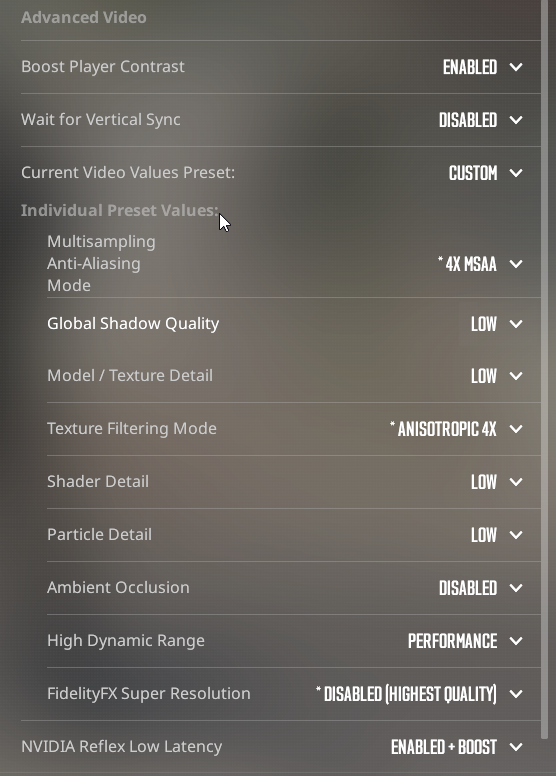 Advanced Video
Boost Player Contrast ENABLED
Wait for Vertical Sync DISABLED
Current Video Values Preset: CUSTOM
Individual Preset Values:
Multisampling
Anti-Aliasing * 4X MSAA
Mode
Global Shadow Quality LOW
Model / Texture Detail LOW
Texture Filtering Mode * ANISOTROPIC 4X
Shader Detail LOW
Particle Detail LOW
Ambient Occlusion DISABLED
High Dynamic Range PERFORMANCE
FidelityFX Super Resolution * DISABLED (HIGHEST QUALITY)
NVIDIA Reflex Low Latency ENABLED + BOOST